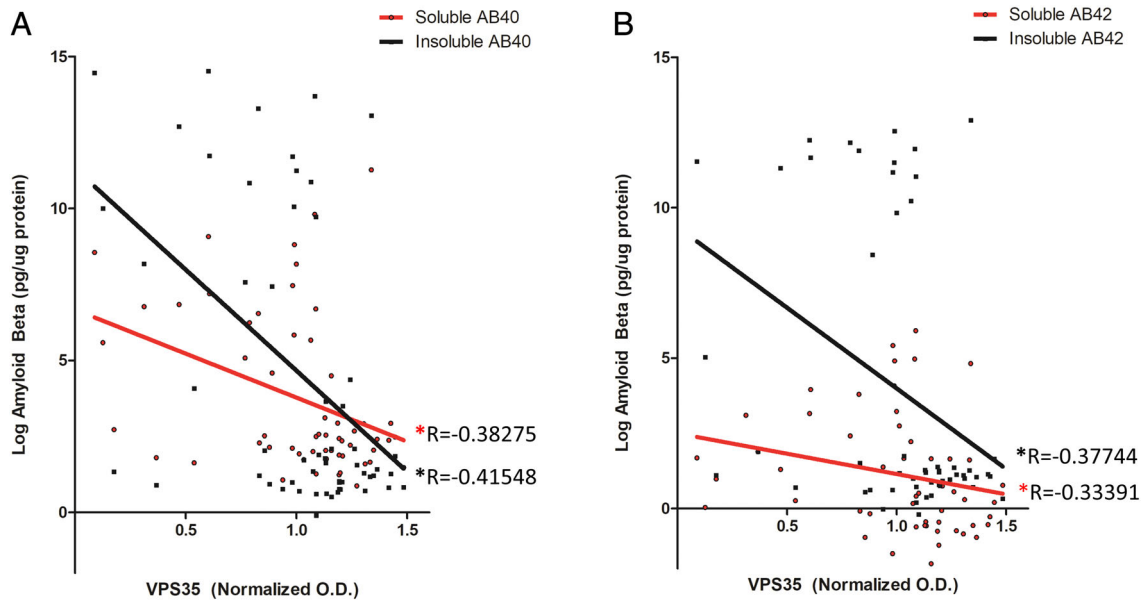 A
Soluble AB40
Insoluble AB40
15
10
5
0
0.5
1.0
1.5
Log Amyloid Beta (pg/ug protein)
VPS35 (Normalized O.D.)
*R=-0.38275
*R=-0.41548
B
Soluble AB42
Insoluble AB42
15
10
5
0
0.5
1.0
1.5
Log Amyloid Beta (pg/ug protein)
VPS35 (Normalized O.D.)
*R=-0.37744
*R=-0.33391